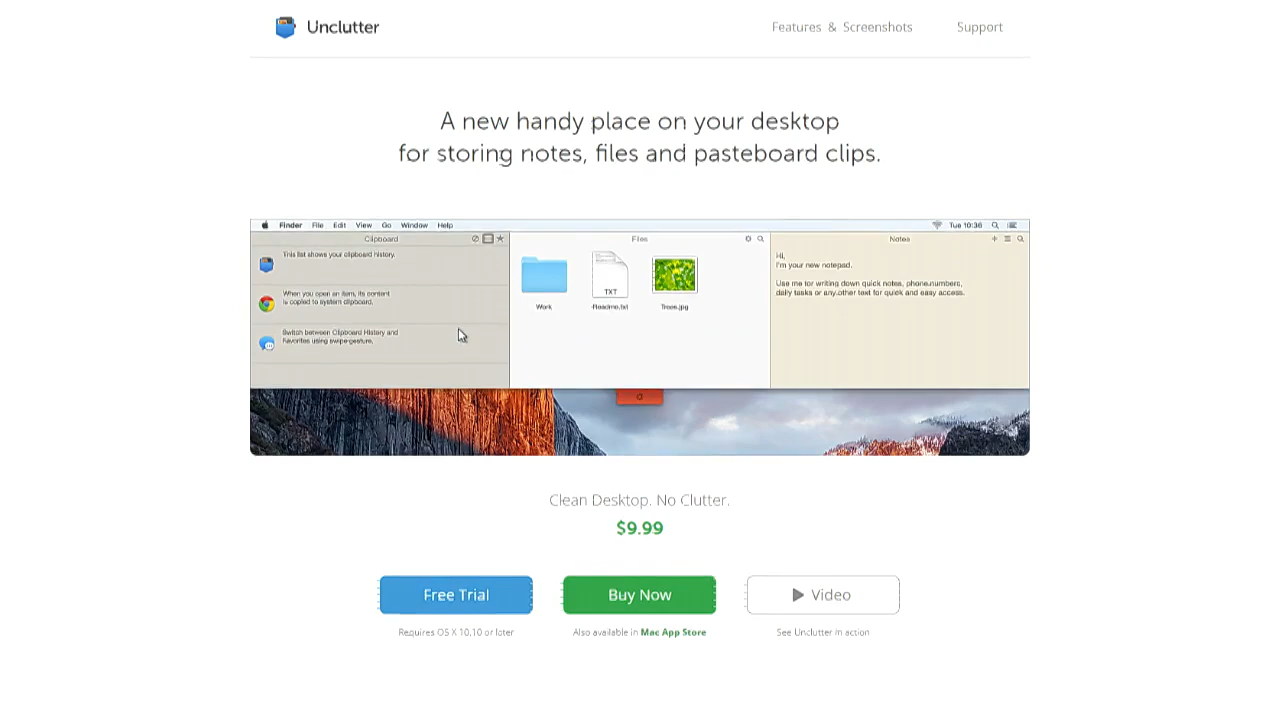 Unclutter
Features & Screenshots
Support
A new handy place on your desktop
for storing notes, files and pasteboard clips.
Finder File Edit View Go Window Help
Tue 10:36
Clipboard
Files
Notes
This list shows your clipboard history.
When you open an item, its content
is copied to system clipboard.
Switch between Clipboard History and
Favorites using swipe gesture.
TXT
Work
Readme.txt
Trees.jpg
Hi,
I'm your new notepad.
Use me for writing down quick notes, phone numbers,
daily tasks or any other text for quick and easy access.
Clean Desktop. No Clutter.
$9.99
Free Trial
Buy Now
Video
Requires OS X 10.10 or later
Also available in Mac App Store
See Unclutter in action